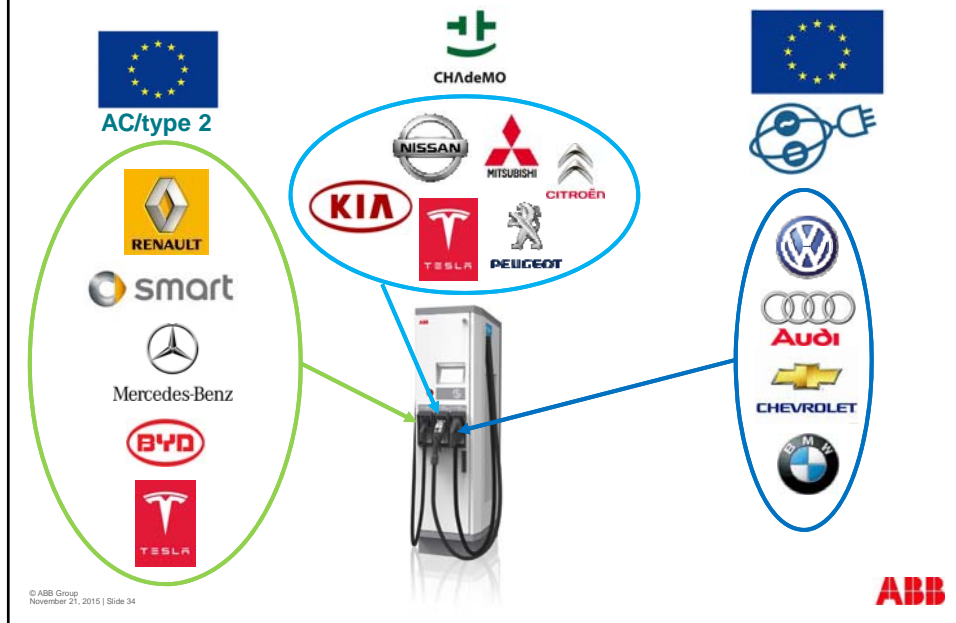 AC/type 2
RENAULT
smart
Mercedes-Benz
BYD
TESLA
CHAdeMO
NISSAN
MITSUBISHI
CITROËN
KIA
TESLA
PEUGEOT
ABB
VW
Audi
CHEVROLET
BMW
© ABB Group
November 21, 2015 | Slide 34
ABB